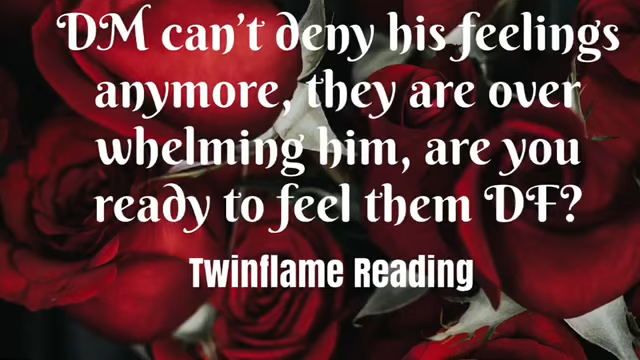 DM can't deny his feelings
anymore, they are over
whelming him, are you
ready to feel them DF?
Twinflame Reading